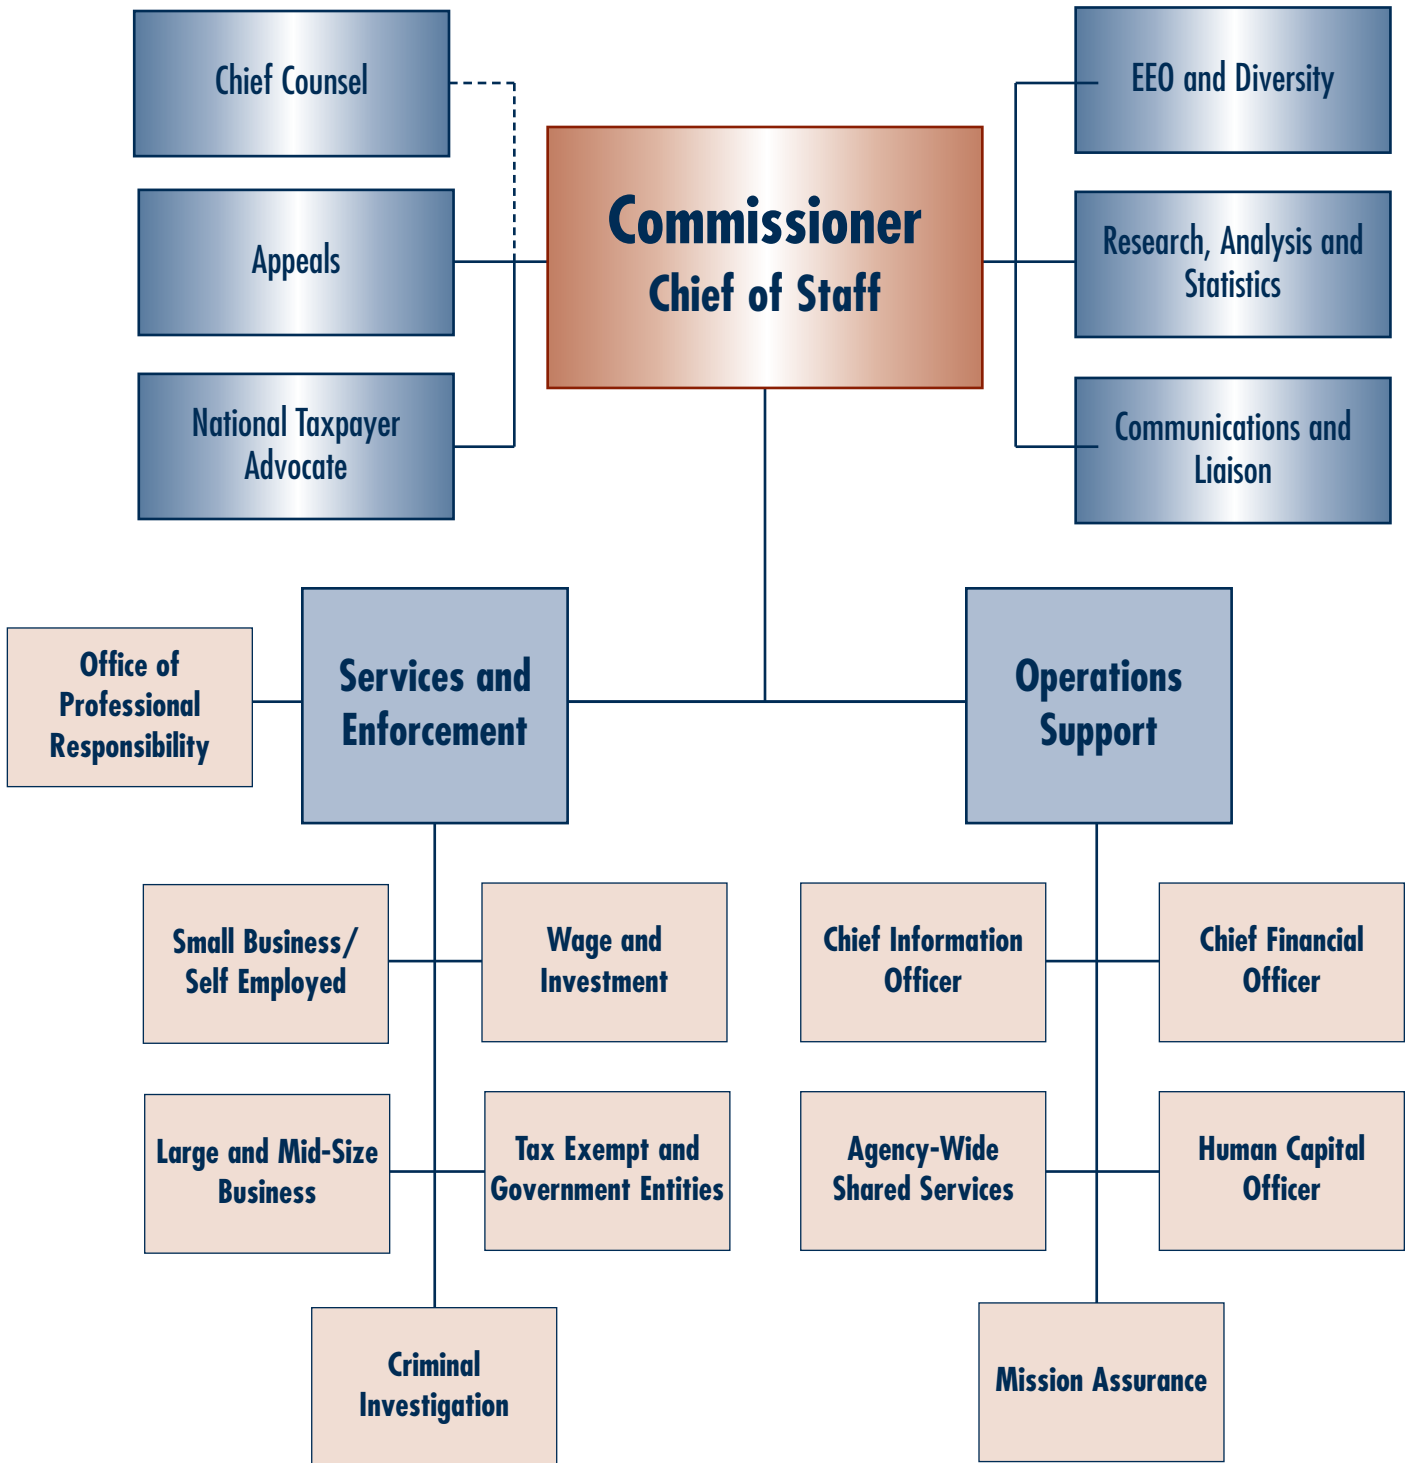 Chief Counsel
EEO and Diversity
Commissioner
Chief of Staff
Appeals
Research, Analysis and
Statistics
National Taxpayer
Advocate
Communications and
Liaison
Office of
Professional
Responsibility
Services and
Enforcement
Operations
Support
Small Business/
Self Employed
Wage and
Investment
Chief Information
Officer
Chief Financial
Officer
Large and Mid-Size
Business
Tax Exempt and
Government Entities
Agency-Wide
Shared Services
Human Capital
Officer
Criminal
Investigation
Mission Assurance